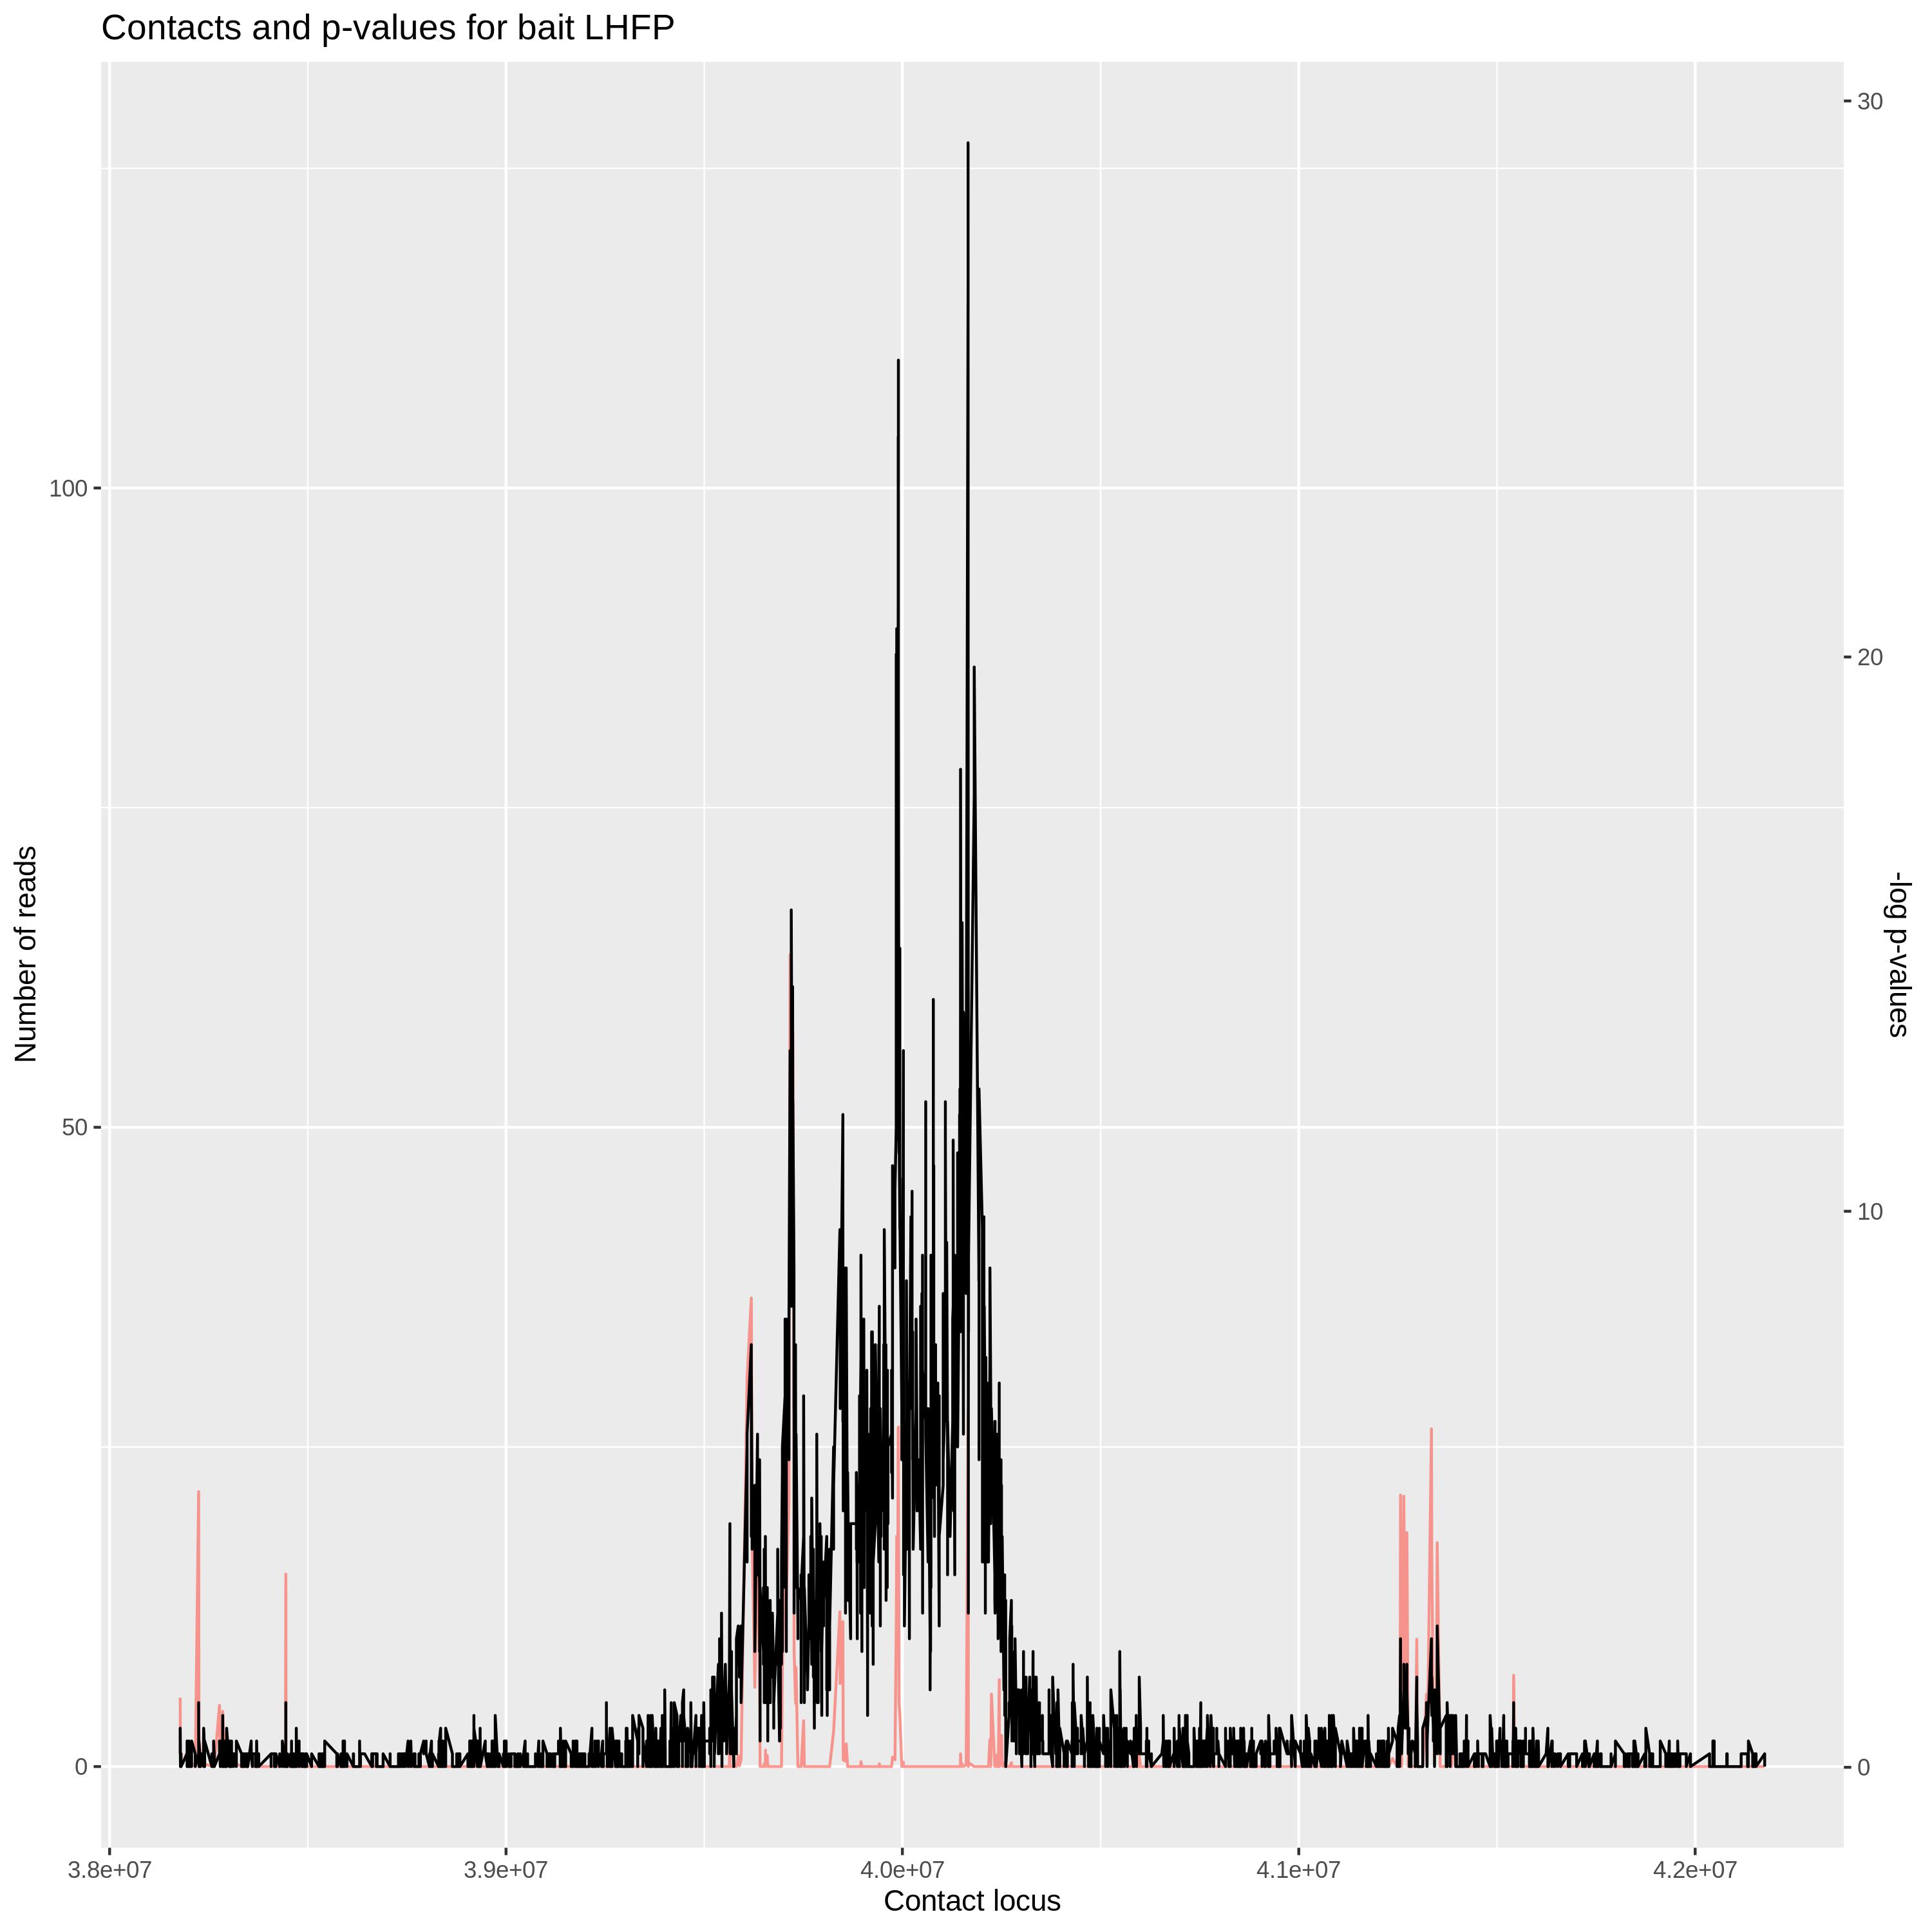 Contacts and p-values for bait LHFP
Number of reads
100
50
0
30
20
10
0
-log p-values
3.8e+07 3.9e+07 4.0e+07 4.1e+07 4.2e+07
Contact locus